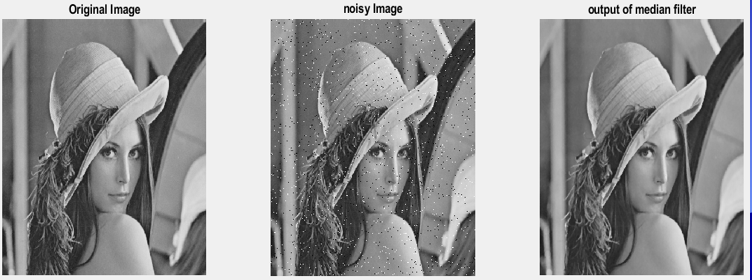 Original Image
noisy Image
output of median filter